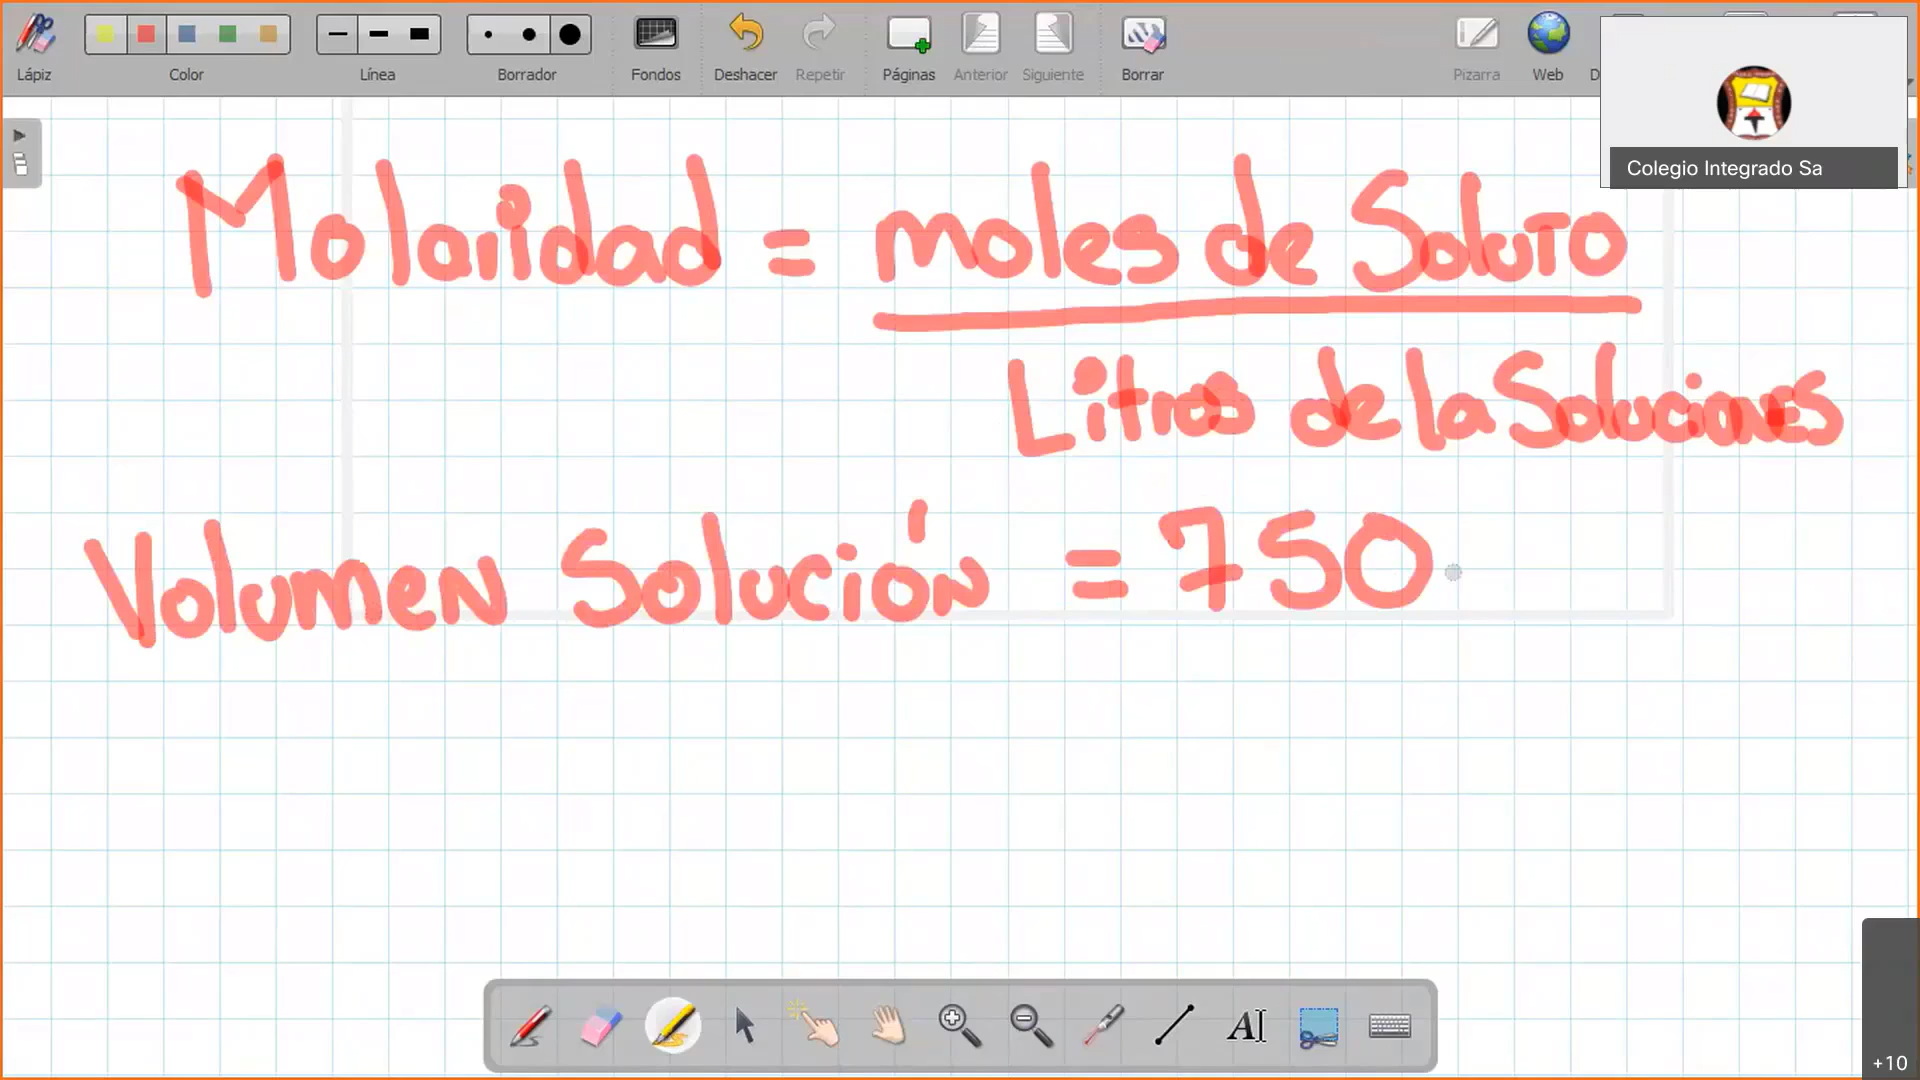 Lápiz Color Línea Borrador Fondos Deshacer Repetir Páginas Anterior Siguiente Borrar Pizarra Web D
Colegio Integrado Sa
Molaridad = moles de Soluto
Litros de la Soluciones
Volumen Solución = 750
+10